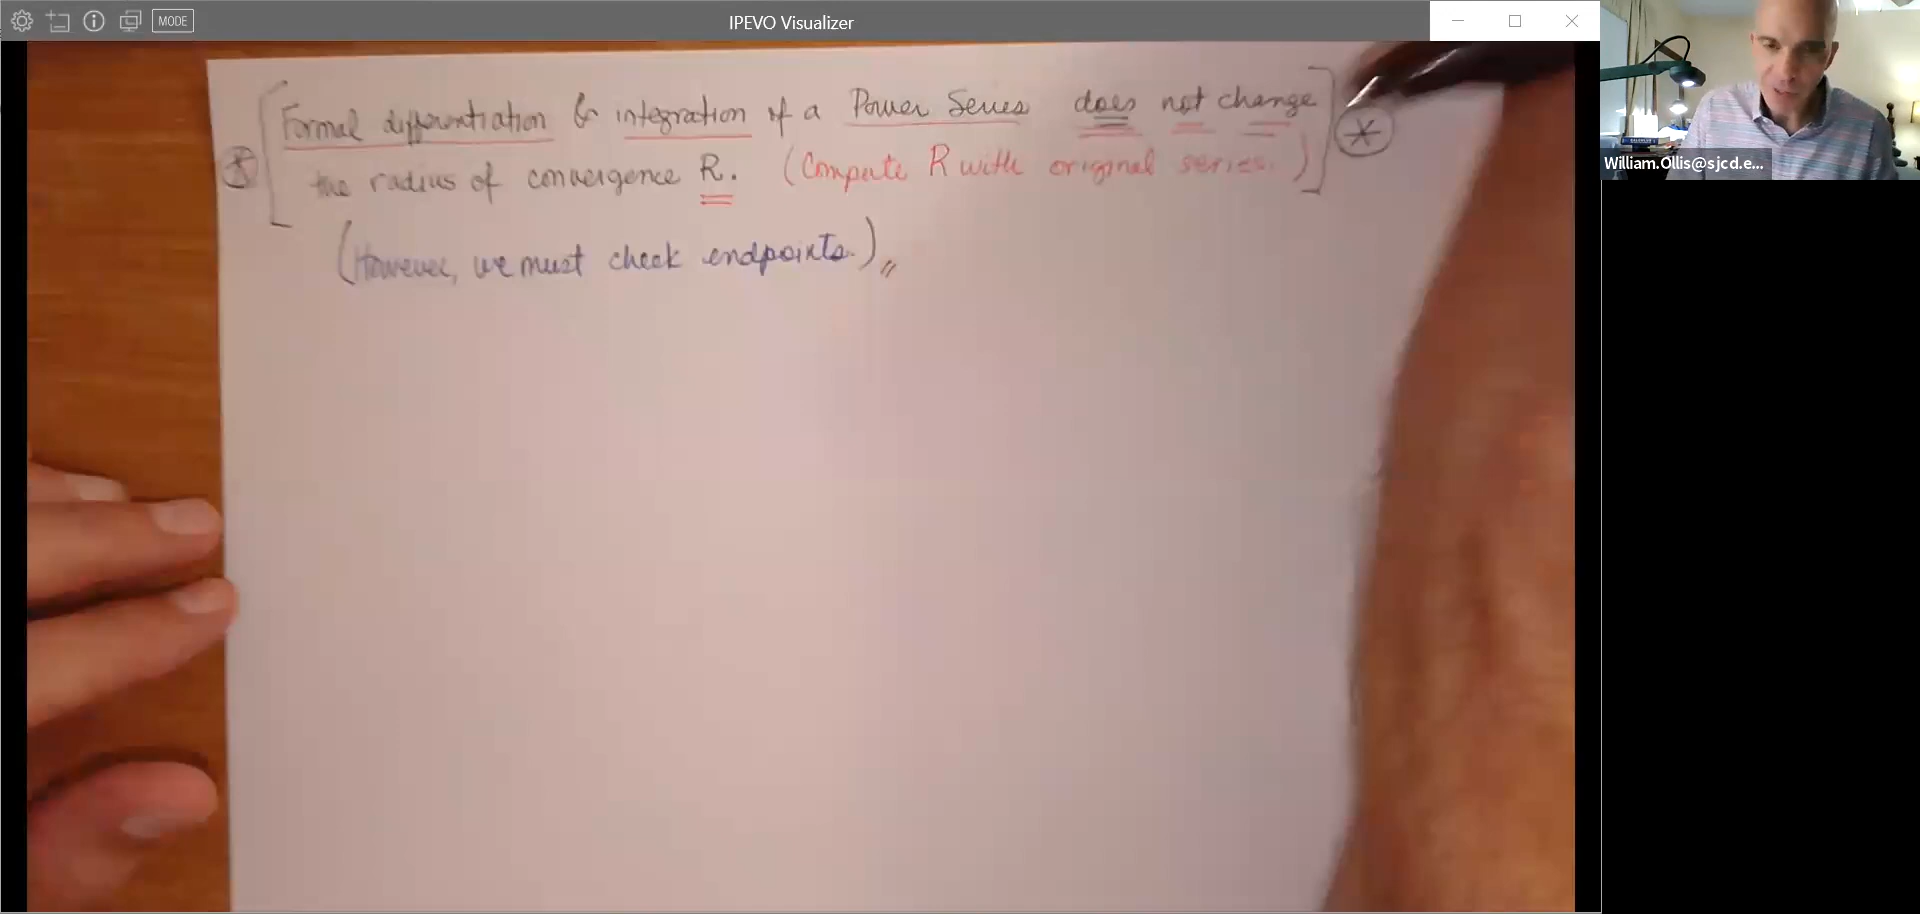 MODE
IPEVO Visualizer
Formal differentiation & integration of a Power Series does not change
the radius of convergence R. (Compute R with original series.)
(However, we must check endpoints.)
William.Ollis@sjcd.e...